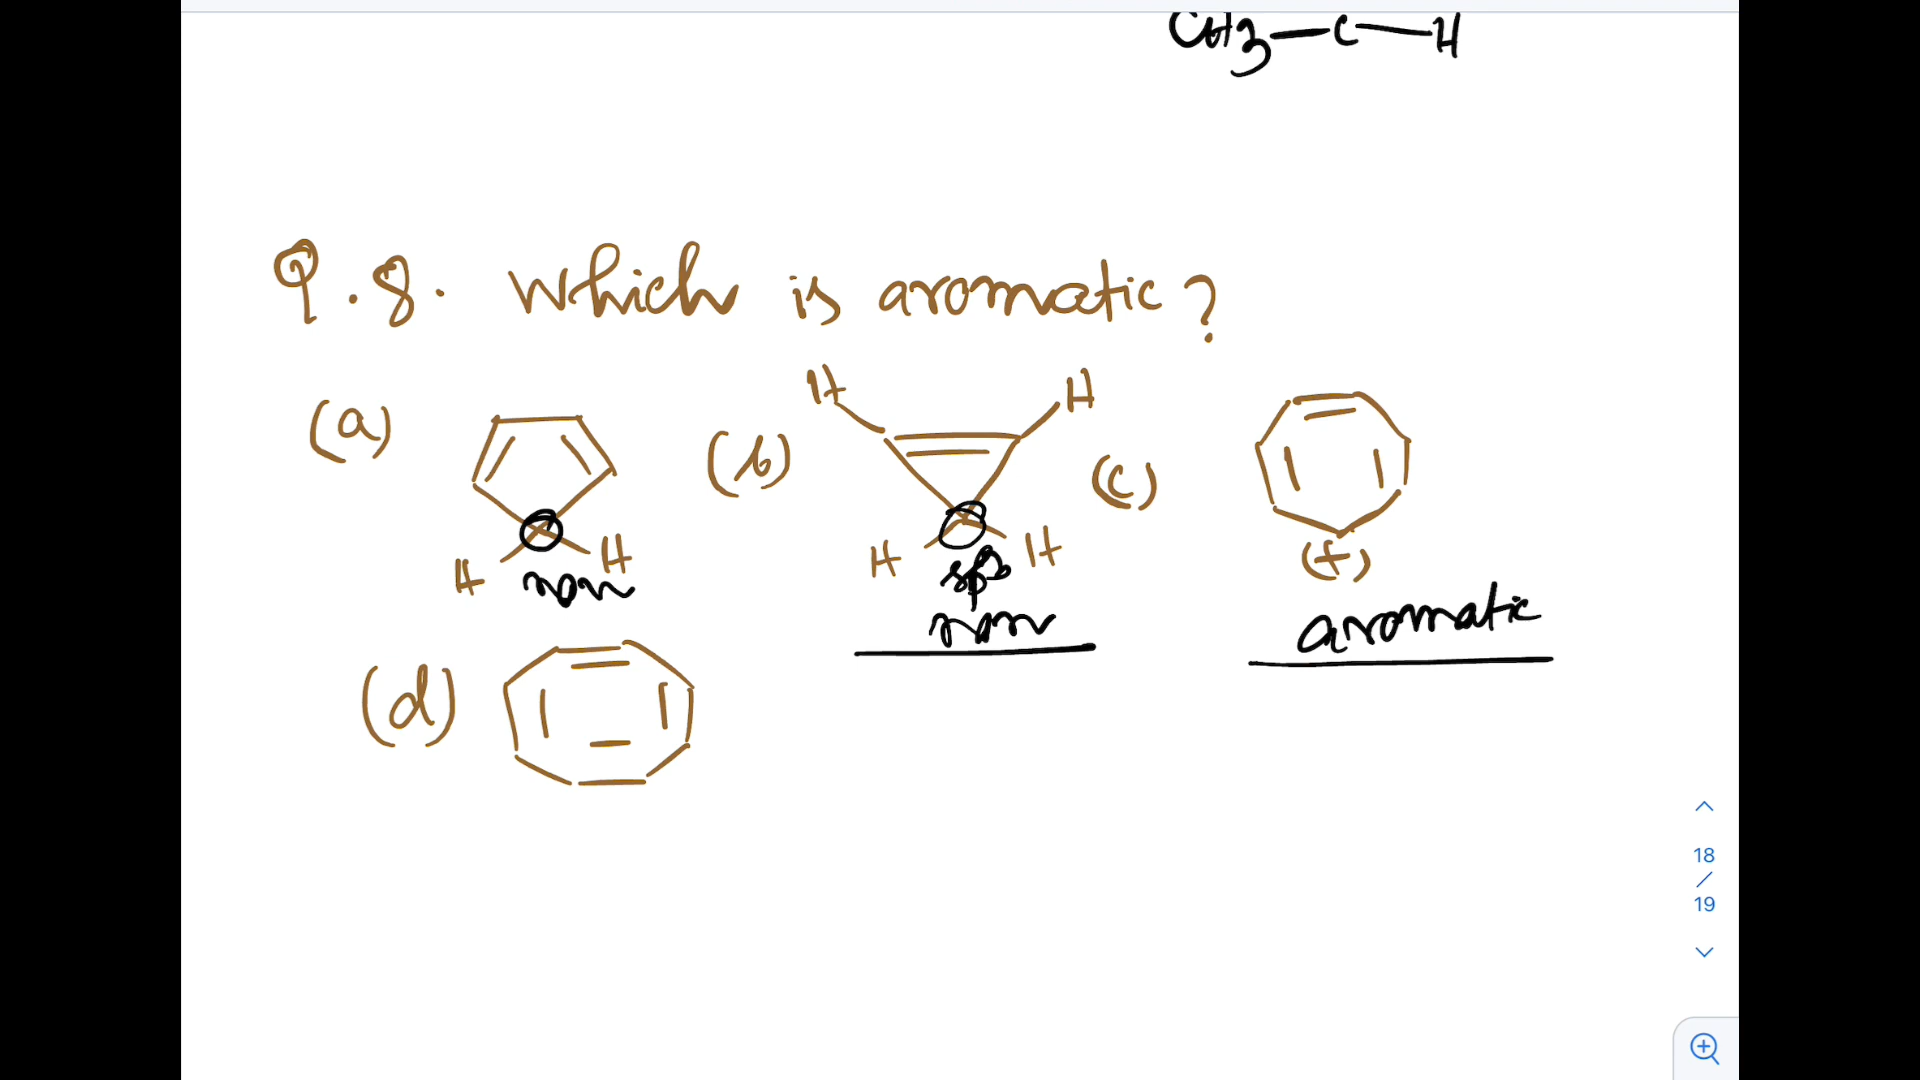 CH3-C-H
Q.8. Which is aromatic?
(a) H H non
(b) H H H H sp3 non
(c) (+) aromatic
(d)
18
/
19